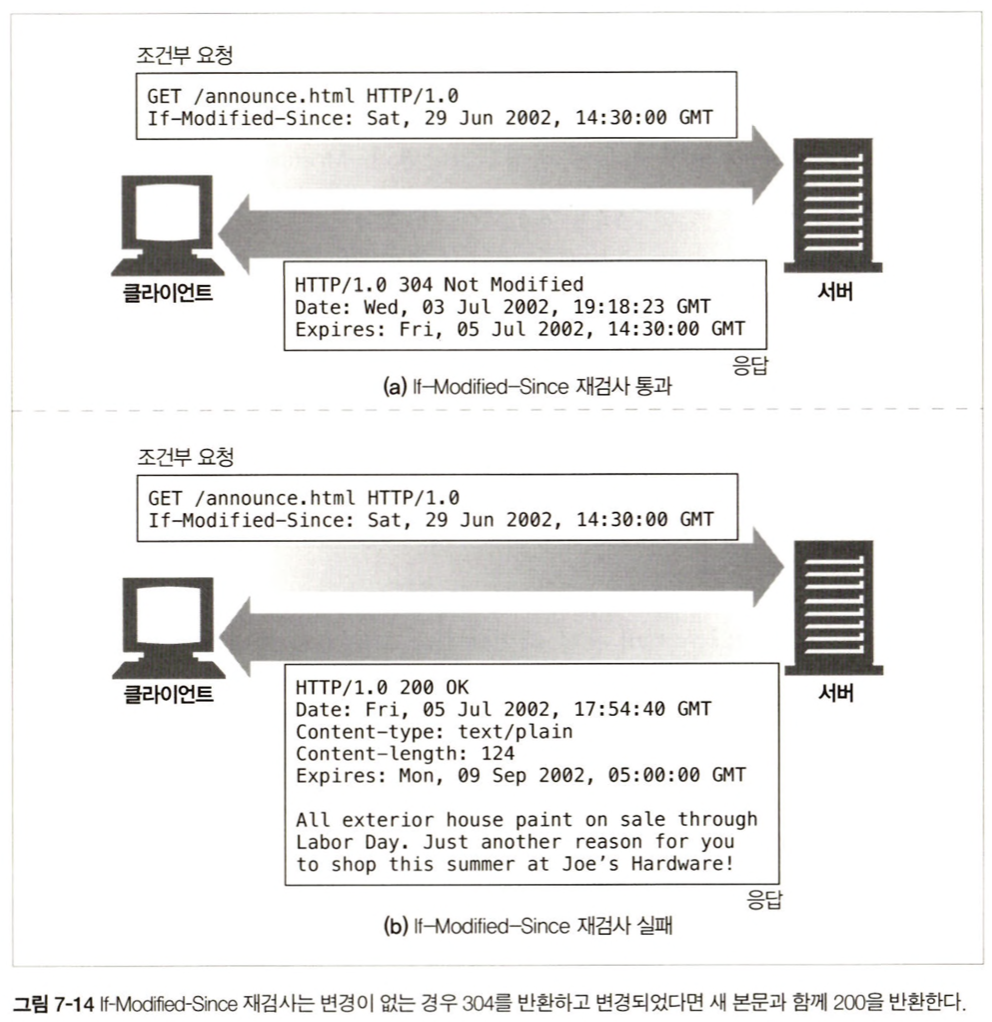 조건부 요청
GET /announce.html HTTP/1.0
If-Modified-Since: Sat, 29 Jun 2002, 14:30:00 GMT
클라이언트
서버
HTTP/1.0 304 Not Modified
Date: Wed, 03 Jul 2002, 19:18:23 GMT
Expires: Fri, 05 Jul 2002, 14:30:00 GMT
응답
(a) If-Modified-Since 재검사 통과
조건부 요청
GET /announce.html HTTP/1.0
If-Modified-Since: Sat, 29 Jun 2002, 14:30:00 GMT
클라이언트
서버
HTTP/1.0 200 OK
Date: Fri, 05 Jul 2002, 17:54:40 GMT
Content-type: text/plain
Content-length: 124
Expires: Mon, 09 Sep 2002, 05:00:00 GMT
All exterior house paint on sale through
Labor Day. Just another reason for you
to shop this summer at Joe's Hardware!
응답
(b) If-Modified-Since 재검사 실패
그림 7-14 If-Modified-Since 재검사는 변경이 없는 경우 304를 반환하고 변경되었다면 새 본문과 함께 200을 반환한다.